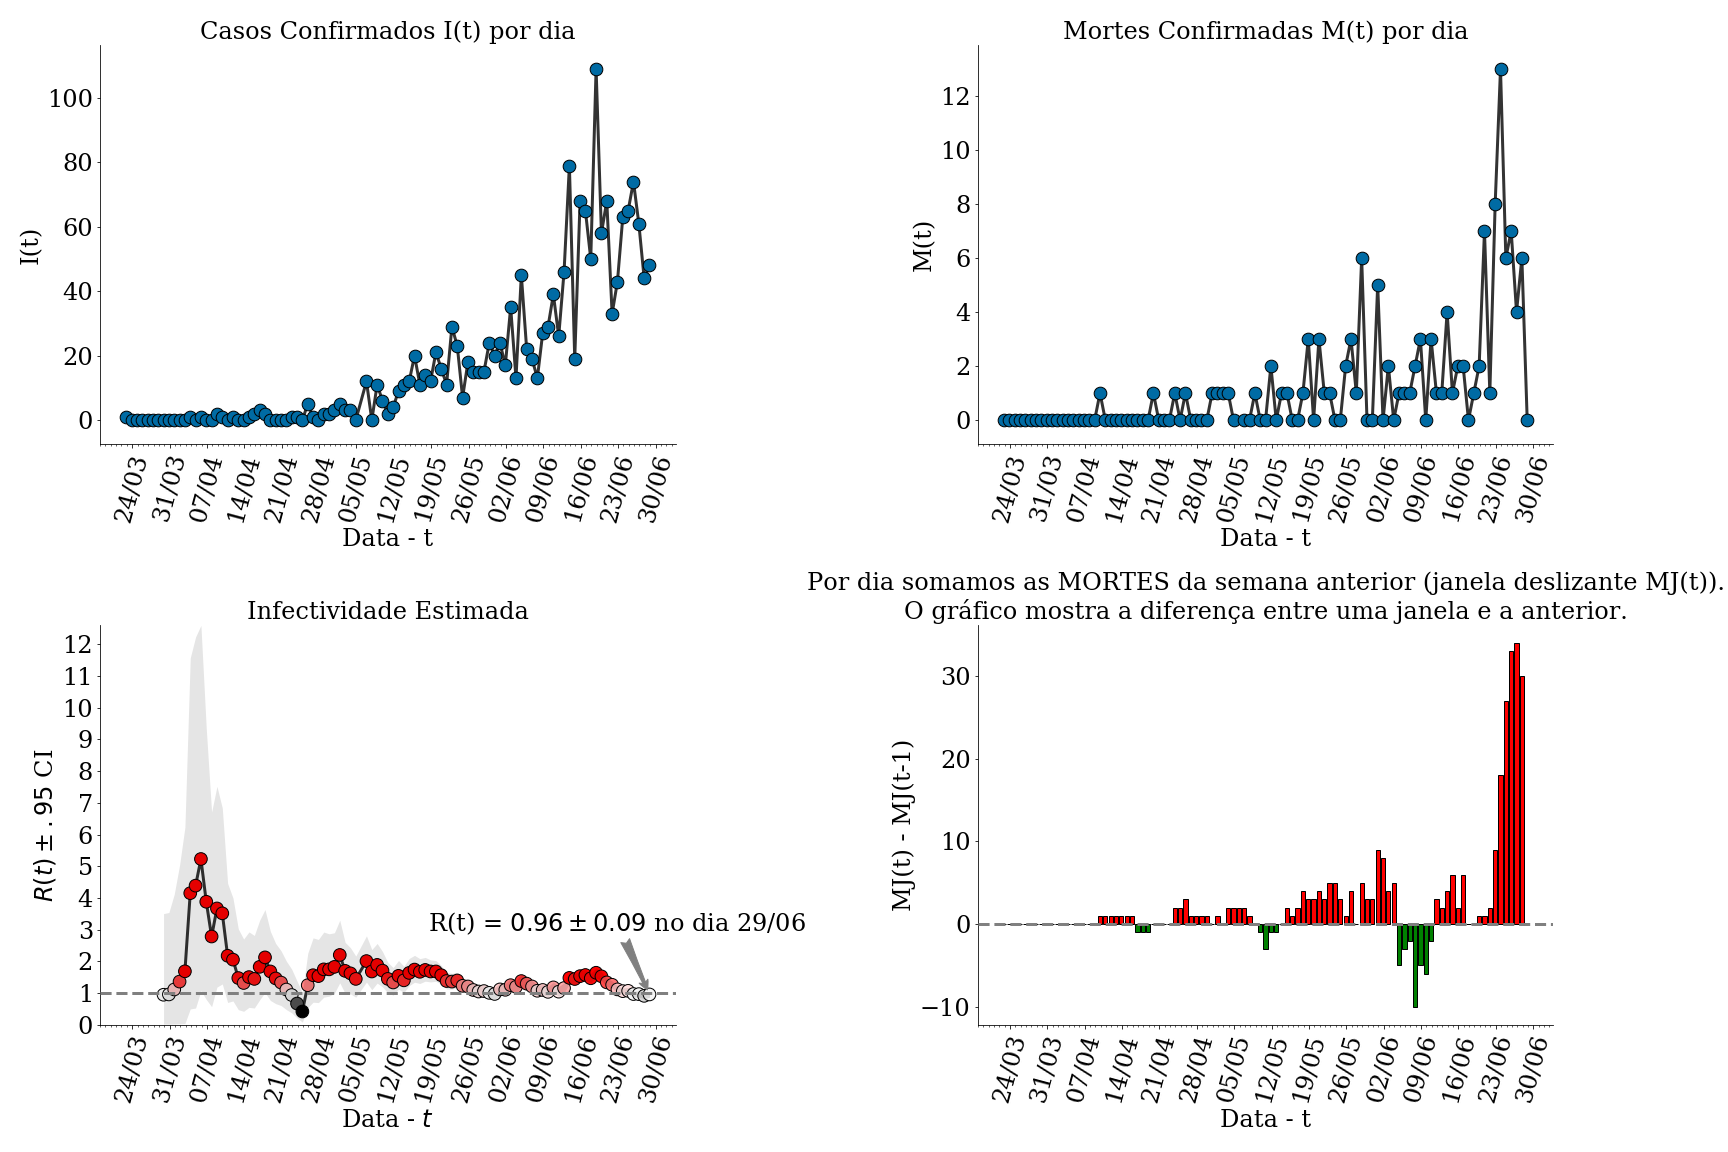 Casos Confirmados I(t) por dia
I(t)
100
80
60
40
20
0
24/03 31/03 07/04 14/04 21/04 28/04 05/05 12/05 19/05 26/05 02/06 09/06 16/06 23/06 30/06
Data - t
Mortes Confirmadas M(t) por dia
M(t)
12
10
8
6
4
2
0
24/03 31/03 07/04 14/04 21/04 28/04 05/05 12/05 19/05 26/05 02/06 09/06 16/06 23/06 30/06
Data - t
Infectividade Estimada
R(t) ± .95 CI
12
11
10
9
8
7
6
5
4
3
2
1
0
R(t) = 0.96 ± 0.09 no dia 29/06
24/03 31/03 07/04 14/04 21/04 28/04 05/05 12/05 19/05 26/05 02/06 09/06 16/06 23/06 30/06
Data - t
Por dia somamos as MORTES da semana anterior (janela deslizante MJ(t)).
O gráfico mostra a diferença entre uma janela e a anterior.
MJ(t) - MJ(t-1)
30
20
10
0
−10
24/03 31/03 07/04 14/04 21/04 28/04 05/05 12/05 19/05 26/05 02/06 09/06 16/06 23/06 30/06
Data - t